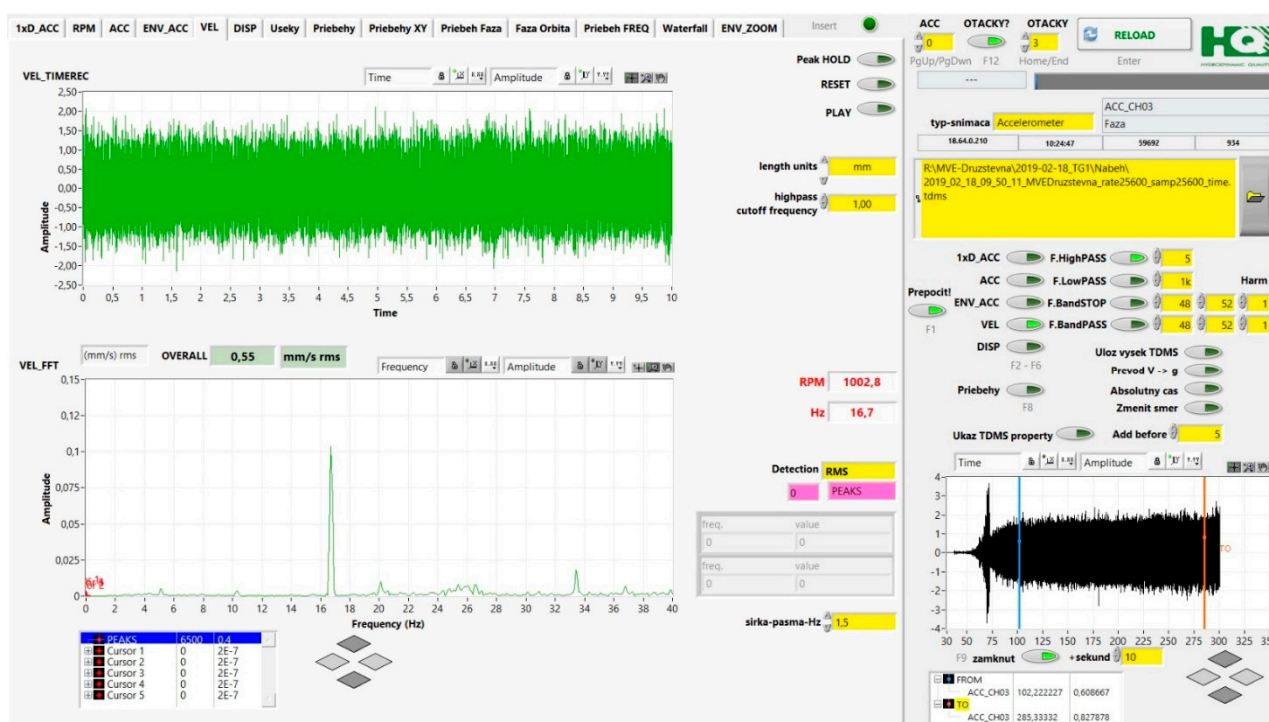 1xD_ACC RPM ACC ENV_ACC VEL DISP Useky Priebehy Priebehy XY Priebeh Faza Faza Orbita Priebeh FREQ Waterfall ENV_ZOOM
Insert
VEL_TIMEREC
Time Amplitude
2,50
2,00
1,50
1,00
0,50
0,00
-0,50
-1,00
-1,50
-2,00
-2,50
Amplitude
0 0,5 1 1,5 2 2,5 3 3,5 4 4,5 5 5,5 6 6,5 7 7,5 8 8,5 9 9,5 10
Time
Peak HOLD
RESET
PLAY
length units mm
highpass
cutoff frequency 1,00
VEL_FFT (mm/s) rms OVERALL 0,55 mm/s rms
Frequency Amplitude
0,15
0,12
0,1
0,075
0,05
0,025
0
Amplitude
0 2 4 6 8 10 12 14 16 18 20 22 24 26 28 30 32 34 36 38 40
Frequency (Hz)
PEAKS 6500 0.4
Cursor 1 0 2E-7
Cursor 2 0 2E-7
Cursor 3 0 2E-7
Cursor 4 0 2E-7
Cursor 5 0 2E-7
RPM 1002,8
Hz 16,7
Detection RMS
0 PEAKS
freq. value
0 0
freq. value
0 0
sirka-pasma-Hz 1,5
ACC OTACKY? OTACKY
0 3 RELOAD
PgUp/PgDwn F12 Home/End Enter
HQ
HYDRODYNAMIC QUALITY
---
ACC_CH03
typ-snimaca Accelerometer Faza
18.64.0.210 10:24:47 59692 934
R:\MVE-Druzstevna\2019-02-18_TG1\Nabeh\
2019_02_18_09_50_11_MVEDruzstevna_rate25600_samp25600_time.
tdms
1xD_ACC F.HighPASS 5
ACC F.LowPASS 1k Harm
Prepocit!
ENV_ACC F.BandSTOP 48 52 1
F1
VEL F.BandPASS 48 52 1
DISP
F2 - F6
Uloz vysek TDMS
Prevod V -> g
Priebehy
F8
Absolutny cas
Zmenit smer
Ukaz TDMS property Add before 5
Time Amplitude
4
3
2
1
0
-1
-2
-3
-4
TO
30 50 75 100 125 150 175 200 225 250 275 300 325
F9 zamknut +sekund 10
FROM
ACC_CH03 102,222227 0,608667
TO
ACC_CH03 285,33332 0,827878